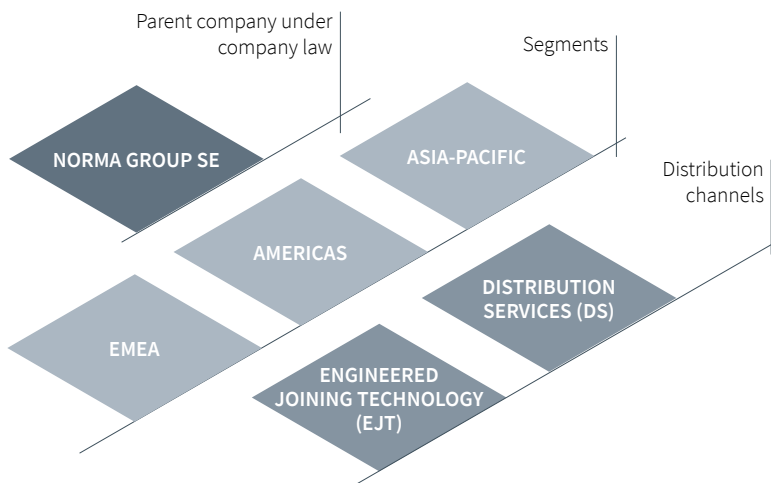 Parent company under
company law
Segments
Distribution
channels
NORMA GROUP SE
ASIA-PACIFIC
AMERICAS
DISTRIBUTION
SERVICES (DS)
EMEA
ENGINEERED
JOINING TECHNOLOGY
(EJT)